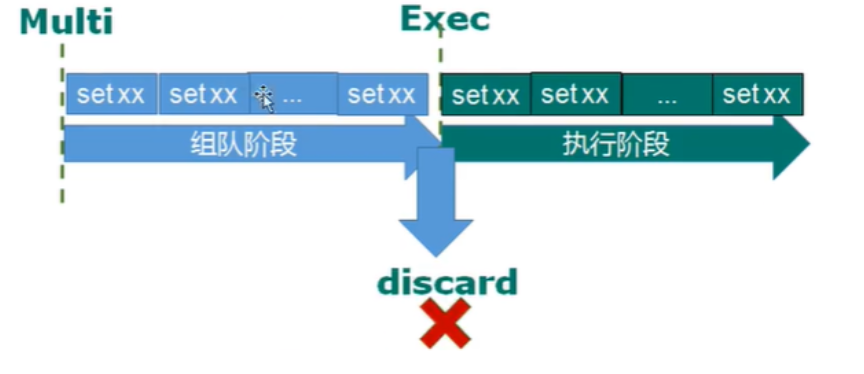 Multi Exec
set xx set xx ... set xx set xx set xx ... set xx
组队阶段 执行阶段
discard